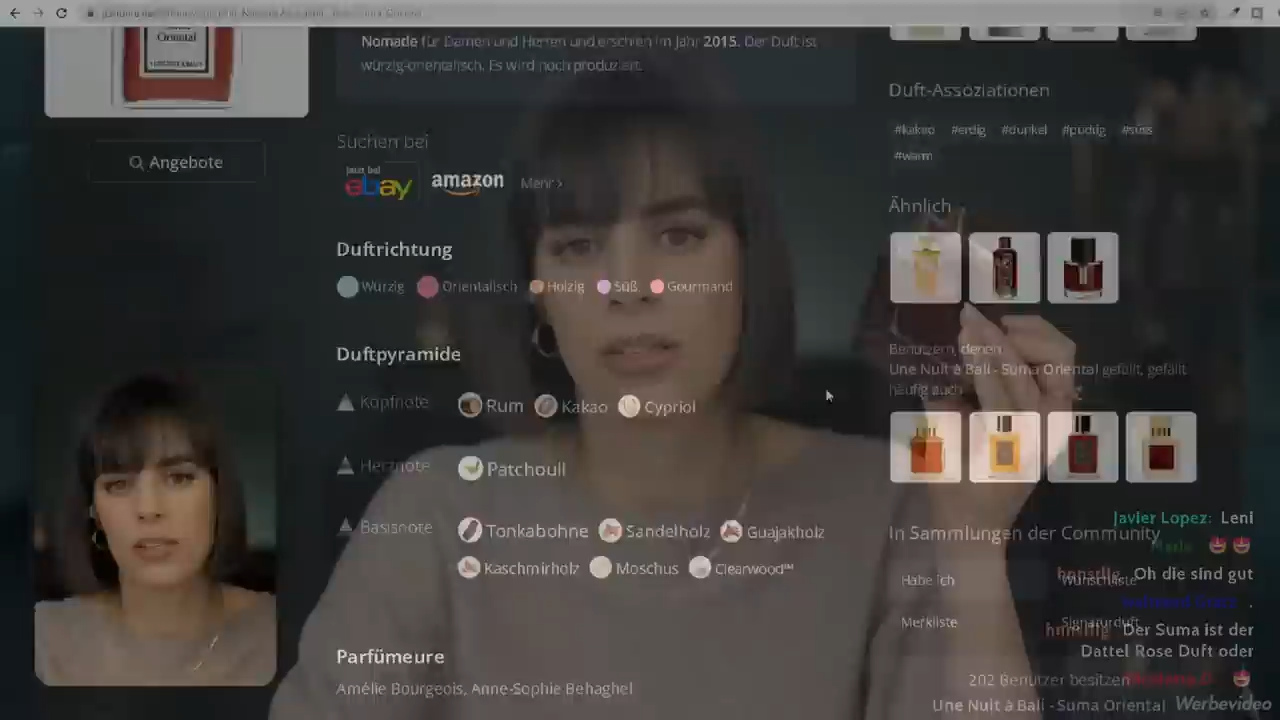 Oriental
Angebote
Nomade für Damen und Herren und erschien im Jahr 2015. Der Duft ist
würzig-orientalisch. Es wird noch produziert.
Suchen bei
jetzt bei
ebay amazon Mehr ›
Duftrichtung
Würzig Orientalisch Holzig Süß Gourmand
Duftpyramide
Kopfnote Rum Kakao Cypriol
Herznote Patchouli
Basisnote Tonkabohne Sandelholz Guajakholz
Kaschmirholz Moschus Clearwood™
Parfümeure
Amélie Bourgeois, Anne-Sophie Behaghel
Duft-Assoziationen
#kakao #erdig #dunkel #pudrig #süss
#warm
Ähnlich
Benutzern, denen
Une Nuit à Bali - Suma Oriental gefällt, gefällt
häufig auch
In Sammlungen der Community
Habe ich Wunschliste
Merkliste Signaturduft
202 Benutzer besitzen
Une Nuit à Bali - Suma Oriental
Javier Lopez: Leni
Oh die sind gut
.
Der Suma ist der
Dattel Rose Duft oder
Werbevideo